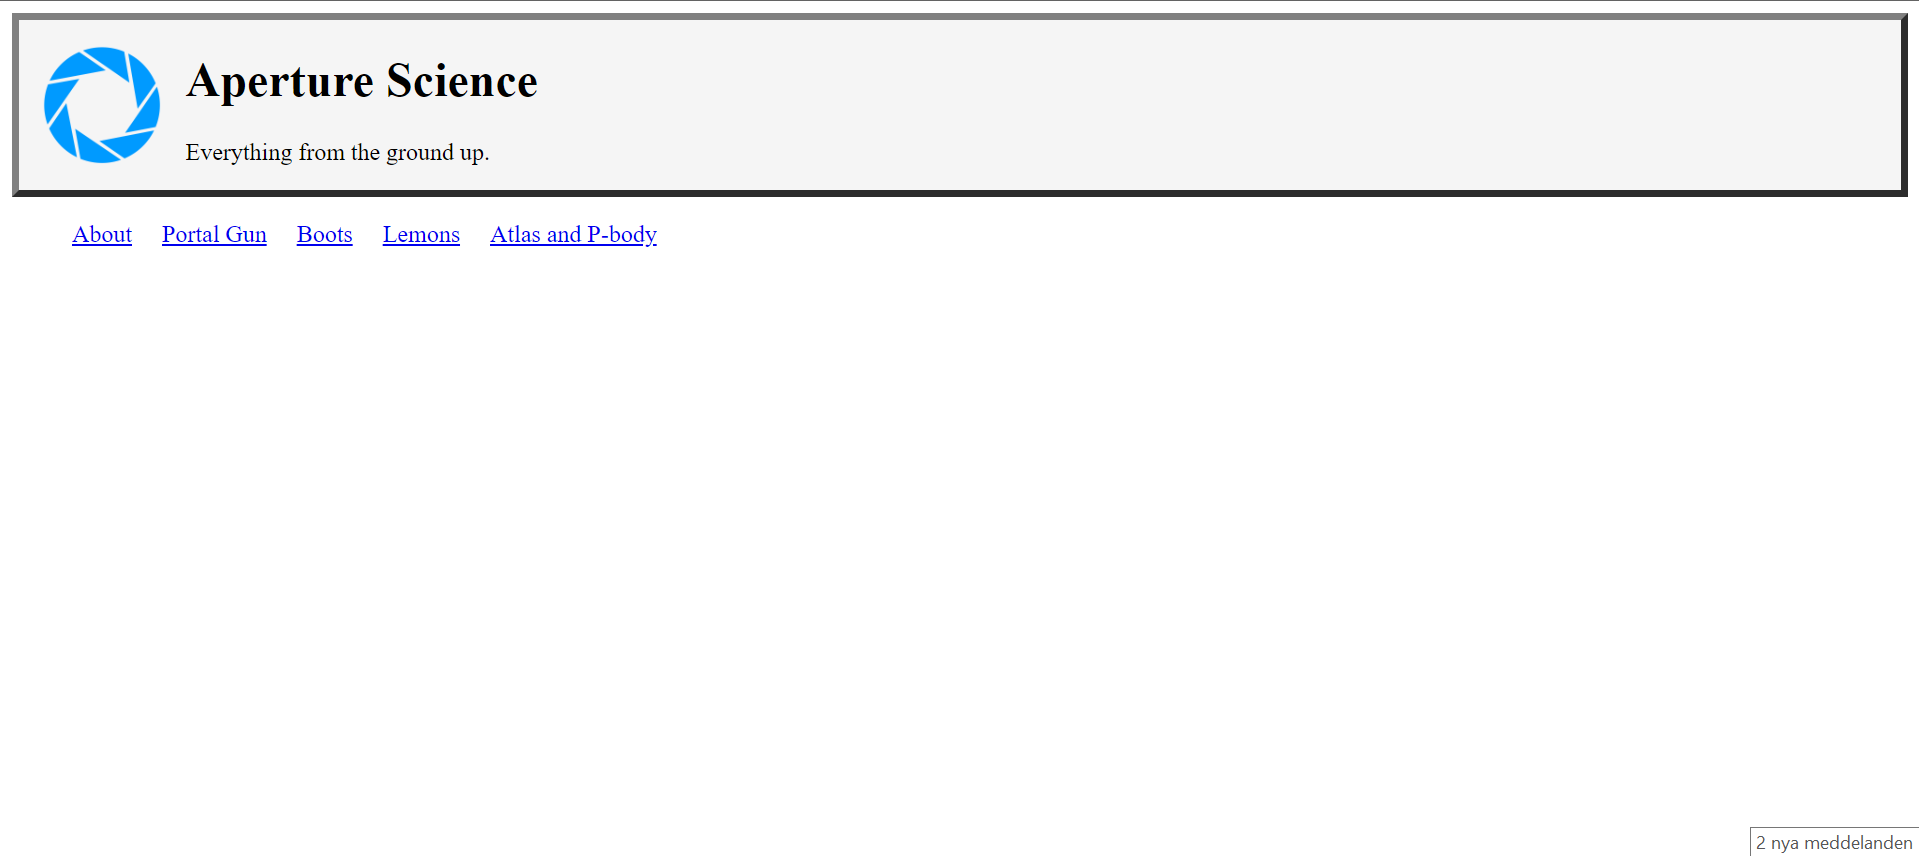 Aperture Science
Everything from the ground up.
About Portal Gun Boots Lemons Atlas and P-body
2 nya meddelanden